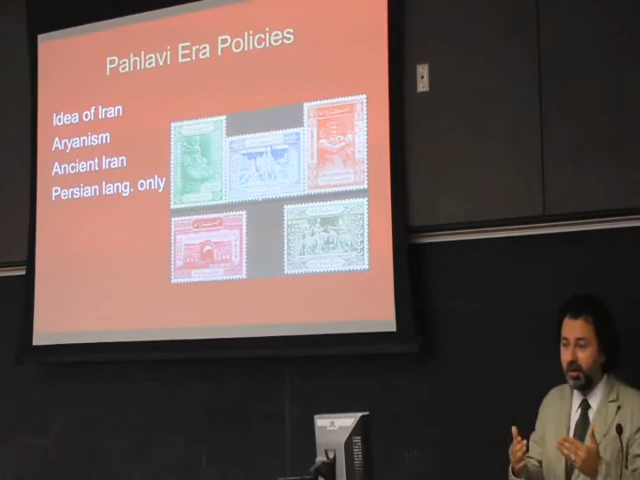 Pahlavi Era Policies
Idea of Iran
Aryanism
Ancient Iran
Persian lang. only